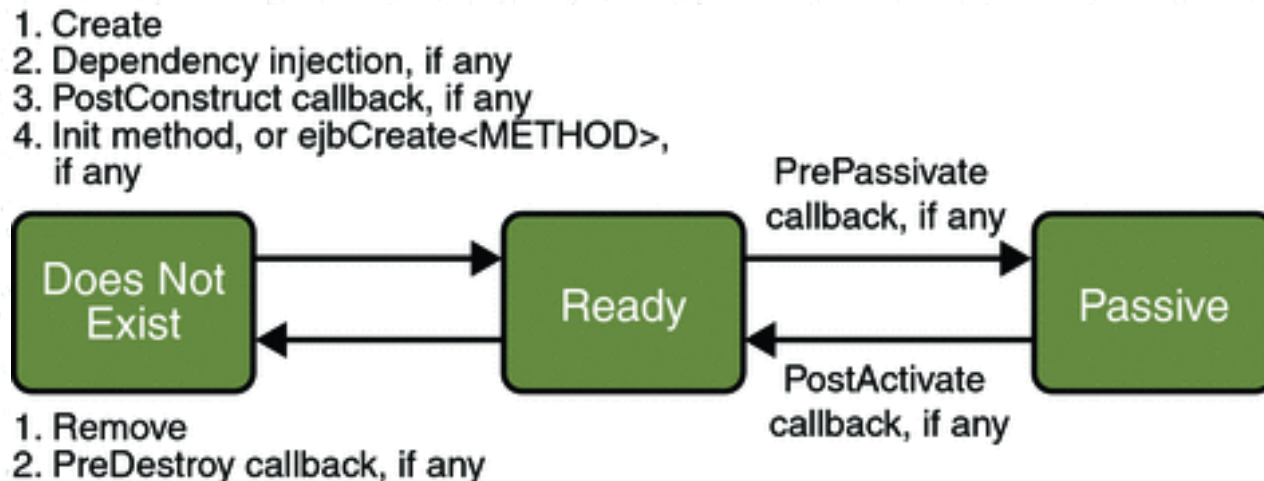 1. Create
2. Dependency injection, if any
3. PostConstruct callback, if any
4. Init method, or ejbCreate<METHOD>,
if any
PrePassivate
callback, if any
Does Not
Exist
Ready
Passive
PostActivate
callback, if any
1. Remove
2. PreDestroy callback, if any